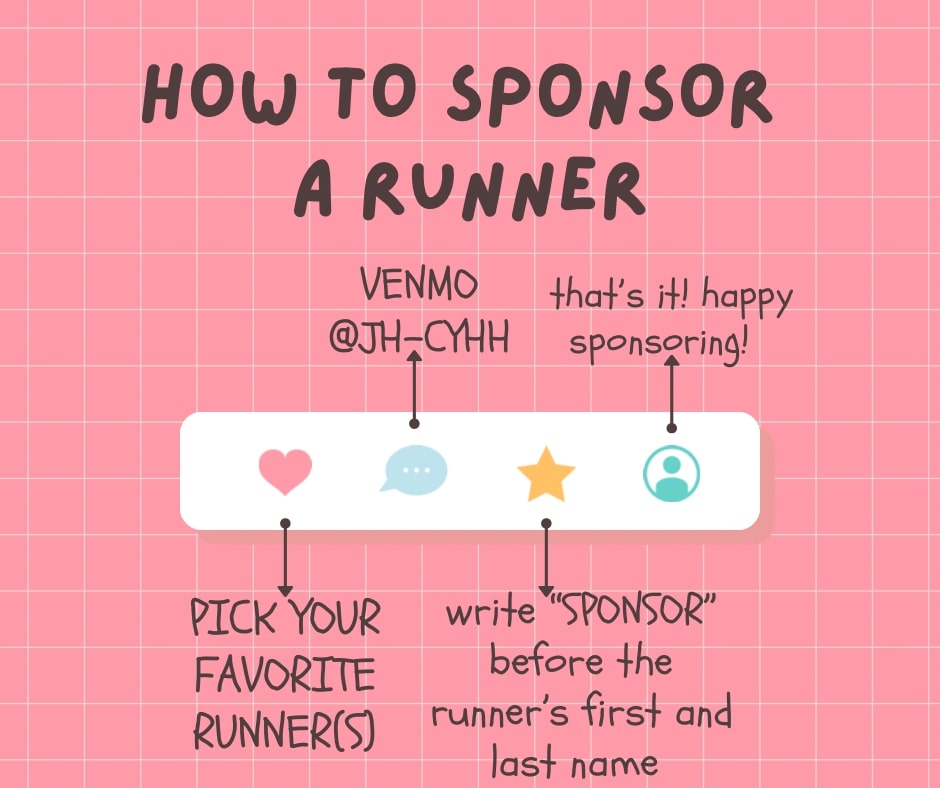 HOW TO SPONSOR
A RUNNER
VENMO
@JH-CYHH
that's it! happy
sponsoring!
PICK YOUR
FAVORITE
RUNNER(S)
write "SPONSOR"
before the
runner's first and
last name